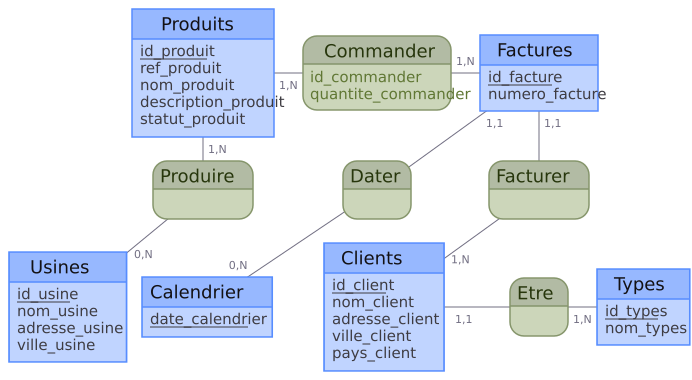 Produits
id_produit
ref_produit
nom_produit
description_produit
statut_produit
1,N
Commander
id_commander
quantite_commander
1,N
Factures
id_facture
numero_facture
1,N
1,1
1,1
Produire
Dater
Facturer
0,N
0,N
1,N
Usines
id_usine
nom_usine
adresse_usine
ville_usine
Calendrier
date_calendrier
Clients
id_client
nom_client
adresse_client
ville_client
pays_client
1,1
Etre
1,N
Types
id_types
nom_types